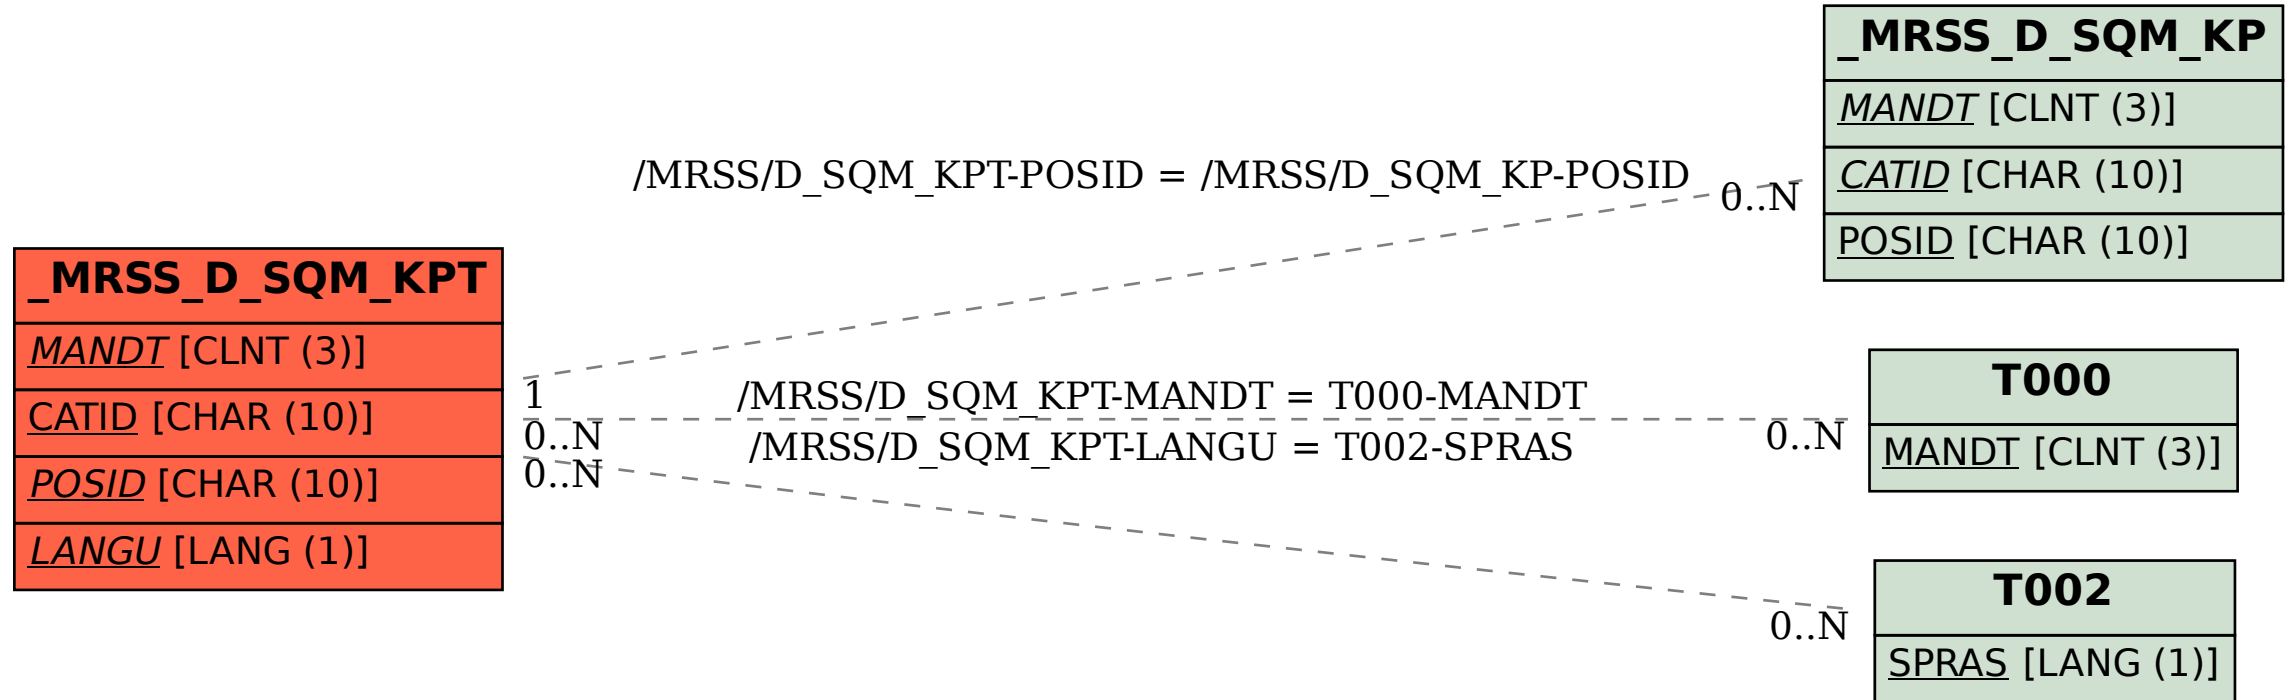 _MRSS_D_SQM_KPT
MANDT [CLNT (3)]
CATID [CHAR (10)]
POSID [CHAR (10)]
LANGU [LANG (1)]
/MRSS/D_SQM_KPT-POSID = /MRSS/D_SQM_KP-POSID
0..N
1
/MRSS/D_SQM_KPT-MANDT = T000-MANDT
0..N
0..N
/MRSS/D_SQM_KPT-LANGU = T002-SPRAS
0..N
0..N
_MRSS_D_SQM_KP
MANDT [CLNT (3)]
CATID [CHAR (10)]
POSID [CHAR (10)]
T000
MANDT [CLNT (3)]
T002
SPRAS [LANG (1)]